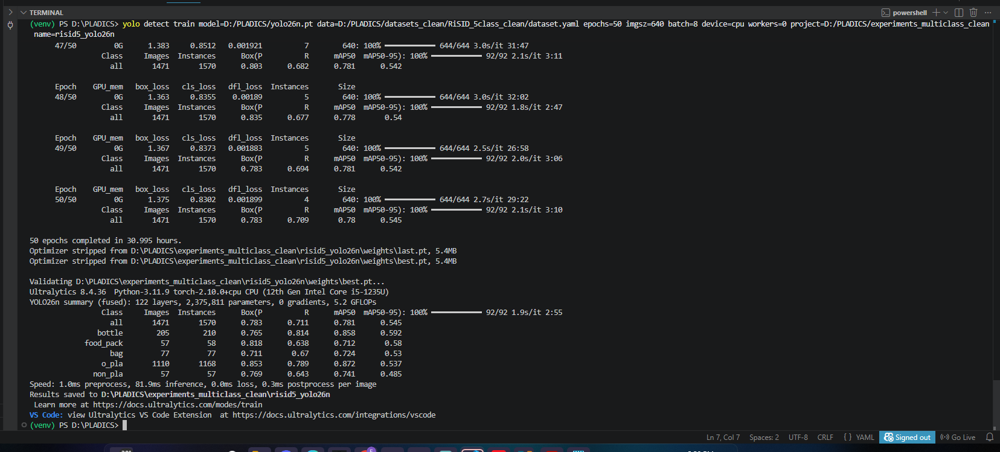 TERMINAL
powershell
(venv) PS D:\PLADICS> yolo detect train model=D:/PLADICS/yolo26n.pt data=D:/PLADICS/datasets_clean/RiSID_5class_clean/dataset.yaml epochs=50 imgsz=640 batch=8 device=cpu workers=0 project=D:/PLADICS/experiments_multiclass_clean
name=risid5_yolo26n
47/50 0G 1.383 0.8512 0.001921 7 640: 100% 644/644 3.0s/it 31:47
Class Images Instances Box(P R mAP50 mAP50-95): 100% 92/92 2.1s/it 3:11
all 1471 1570 0.803 0.682 0.781 0.542
Epoch GPU_mem box_loss cls_loss dfl_loss Instances Size
48/50 0G 1.363 0.8355 0.00189 5 640: 100% 644/644 3.0s/it 32:02
Class Images Instances Box(P R mAP50 mAP50-95): 100% 92/92 1.8s/it 2:47
all 1471 1570 0.835 0.677 0.778 0.54
Epoch GPU_mem box_loss cls_loss dfl_loss Instances Size
49/50 0G 1.367 0.8373 0.001883 5 640: 100% 644/644 2.5s/it 26:58
Class Images Instances Box(P R mAP50 mAP50-95): 100% 92/92 2.0s/it 3:06
all 1471 1570 0.783 0.694 0.781 0.542
Epoch GPU_mem box_loss cls_loss dfl_loss Instances Size
50/50 0G 1.375 0.8302 0.001899 4 640: 100% 644/644 2.7s/it 29:22
Class Images Instances Box(P R mAP50 mAP50-95): 100% 92/92 2.1s/it 3:10
all 1471 1570 0.783 0.709 0.78 0.545
50 epochs completed in 30.995 hours.
Optimizer stripped from D:\PLADICS\experiments_multiclass_clean\risid5_yolo26n\weights\last.pt, 5.4MB
Optimizer stripped from D:\PLADICS\experiments_multiclass_clean\risid5_yolo26n\weights\best.pt, 5.4MB
Validating D:\PLADICS\experiments_multiclass_clean\risid5_yolo26n\weights\best.pt...
Ultralytics 8.4.36 Python-3.11.9 torch-2.10.0+cpu CPU (12th Gen Intel Core i5-1235U)
YOLO26n summary (fused): 122 layers, 2,375,811 parameters, 0 gradients, 5.2 GFLOPs
Class Images Instances Box(P R mAP50 mAP50-95): 100% 92/92 1.9s/it 2:55
all 1471 1570 0.783 0.711 0.781 0.545
bottle 205 210 0.765 0.814 0.858 0.592
food_pack 57 58 0.818 0.638 0.712 0.58
bag 77 77 0.711 0.67 0.724 0.53
o_pla 1110 1168 0.853 0.789 0.872 0.537
non_pla 57 57 0.769 0.643 0.741 0.485
Speed: 1.0ms preprocess, 81.9ms inference, 0.0ms loss, 0.3ms postprocess per image
Results saved to D:\PLADICS\experiments_multiclass_clean\risid5_yolo26n
Learn more at https://docs.ultralytics.com/modes/train
VS Code: view Ultralytics VS Code Extension at https://docs.ultralytics.com/integrations/vscode
(venv) PS D:\PLADICS>
Ln 7, Col 7 Spaces: 2 UTF-8 CRLF { } YAML Signed out Go Live